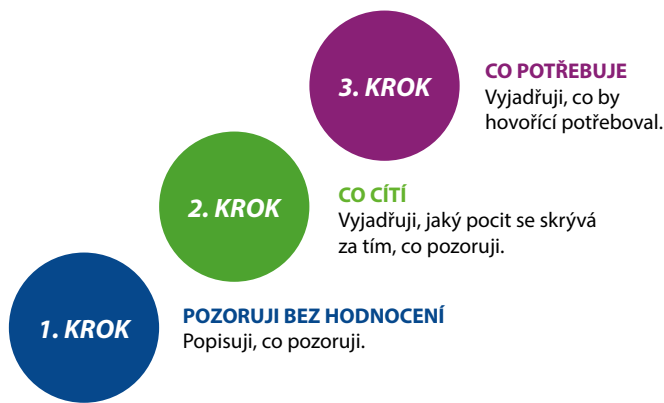 3. KROK
CO POTŘEBUJE
Vyjadřuji, co by
hovořící potřeboval.
2. KROK
CO CÍTÍ
Vyjadřuji, jaký pocit se skrývá
za tím, co pozoruji.
1. KROK
POZORUJI BEZ HODNOCENÍ
Popisuji, co pozoruji.